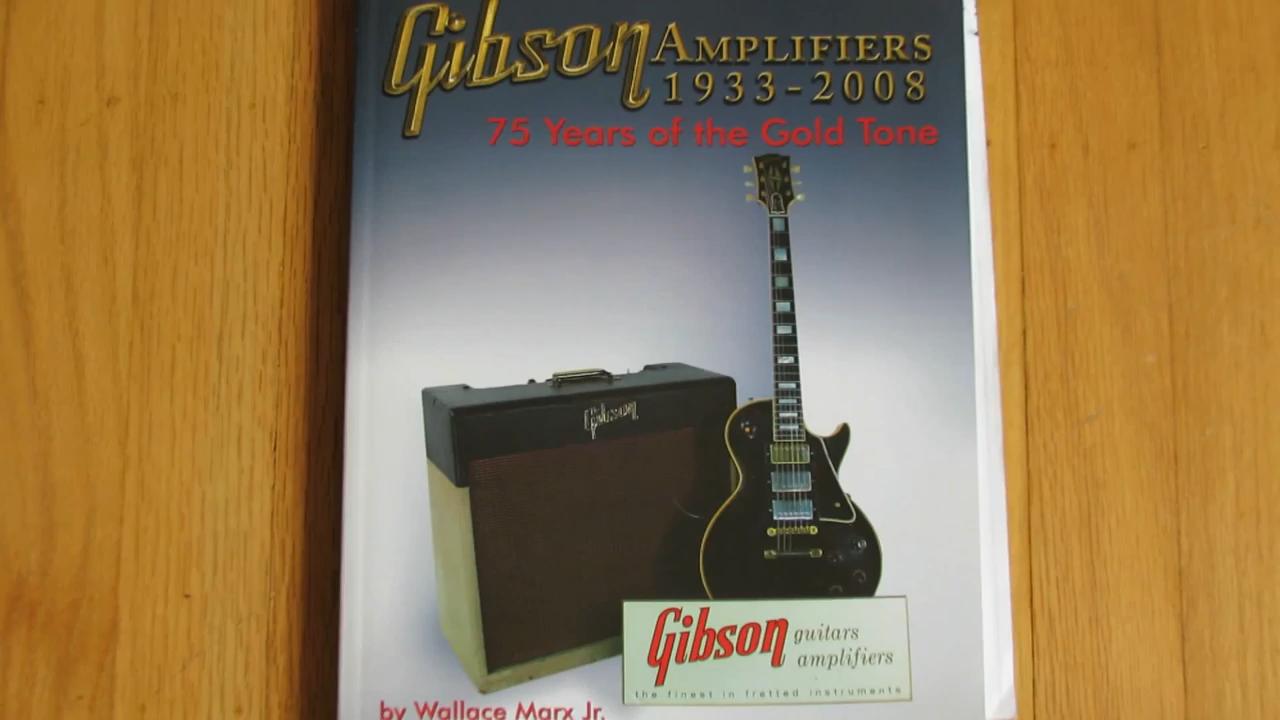 Gibson AMPLIFIERS
1933-2008
75 Years of the Gold Tone
Gibson
Gibson guitars
amplifiers
the finest in fretted instruments
by Wallace Marx Jr.